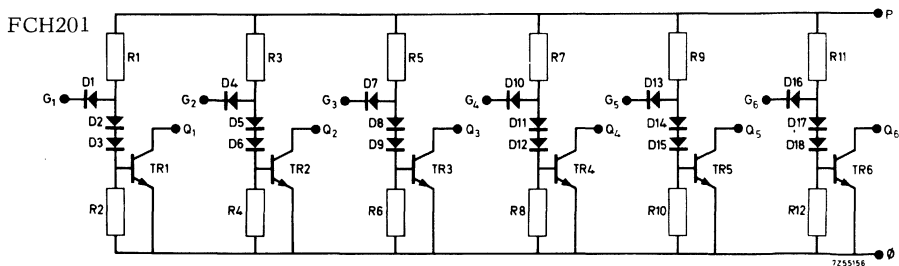 FCH201
P
R1 R3 R5 R7 R9 R11
D1 D4 D7 D10 D13 D16
G1 G2 G3 G4 G5 G6
D2 Q1 D5 Q2 D8 Q3 D11 Q4 D14 Q5 D17 Q6
D3 D6 D9 D12 D15 D18
TR1 TR2 TR3 TR4 TR5 TR6
R2 R4 R6 R8 R10 R12
Ø
7Z55156